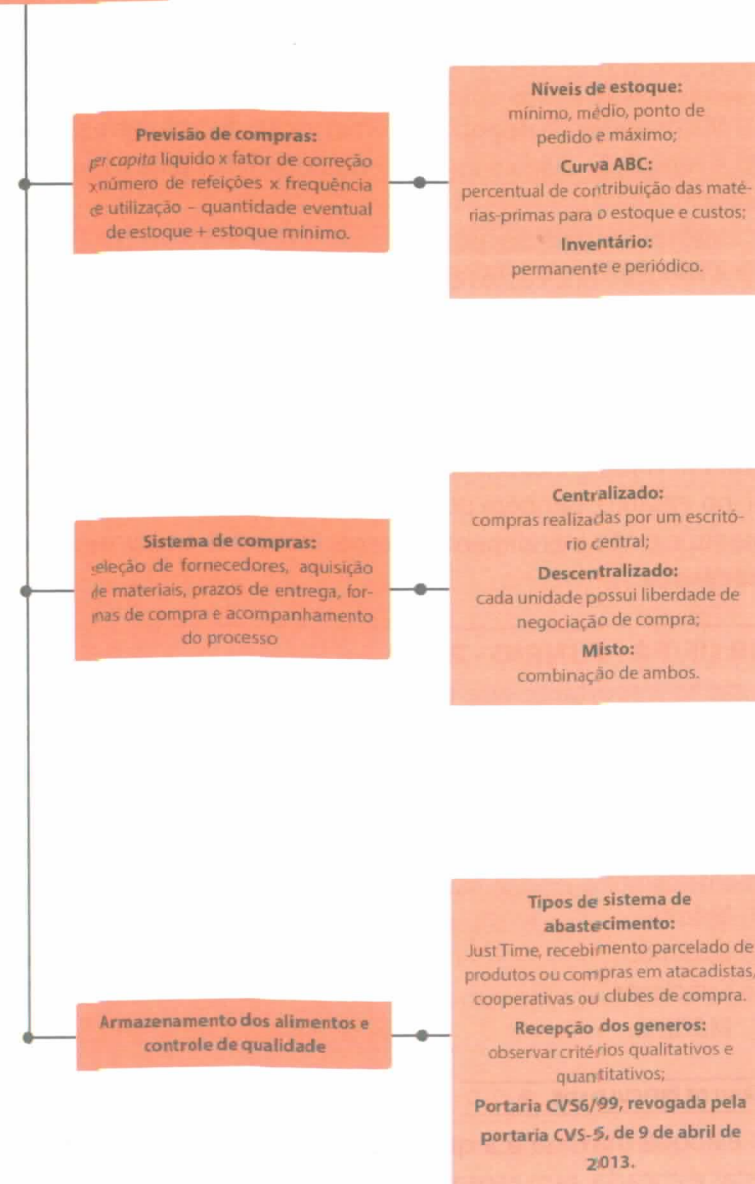 Previsão de compras:
per capita líquido x fator de correção
x número de refeições x frequência
de utilização – quantidade eventual
de estoque + estoque mínimo.
Níveis de estoque:
mínimo, médio, ponto de
pedido e máximo;
Curva ABC:
percentual de contribuição das maté-
rias-primas para o estoque e custos;
Inventário:
permanente e periódico.
Sistema de compras:
seleção de fornecedores, aquisição
de materiais, prazos de entrega, for-
mas de compra e acompanhamento
do processo
Centralizado:
compras realizadas por um escritó-
rio central;
Descentralizado:
cada unidade possui liberdade de
negociação de compra;
Misto:
combinação de ambos.
Armazenamento dos alimentos e
controle de qualidade
Tipos de sistema de
abastecimento:
Just Time, recebimento parcelado de
produtos ou compras em atacadistas,
cooperativas ou clubes de compra.
Recepção dos generos:
observar critérios qualitativos e
quantitativos;
Portaria CVS6/99, revogada pela
portaria CVS-5, de 9 de abril de
2013.